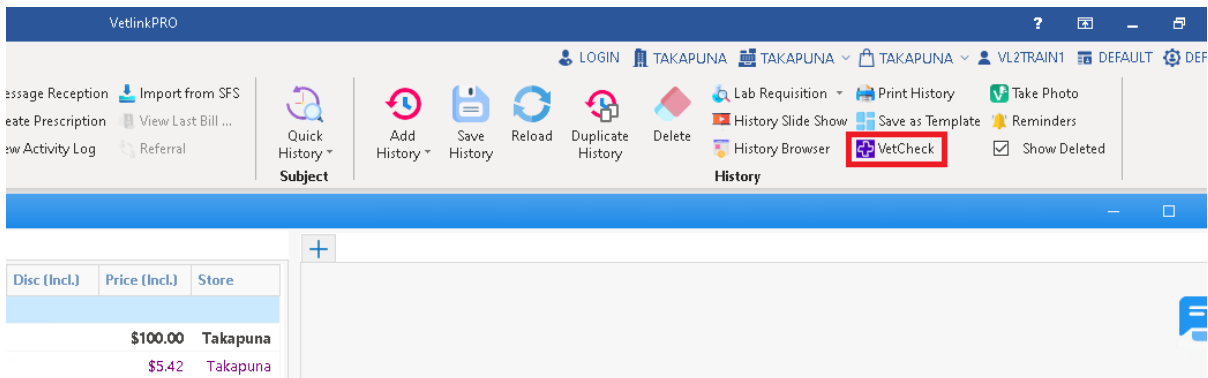 VetlinkPRO
?
LOGIN TAKAPUNA TAKAPUNA TAKAPUNA VL2TRAIN1 DEFAULT DEF
essage Reception Import from SFS
eate Prescription View Last Bill ...
ew Activity Log Referral
Quick
History
Subject
Add
History
Save
History
Reload
Duplicate
History
Delete
Lab Requisition Print History Take Photo
History Slide Show Save as Template Reminders
History Browser VetCheck Show Deleted
History
Disc (Incl.) Price (Incl.) Store
$100.00 Takapuna
$5.42 Takapuna